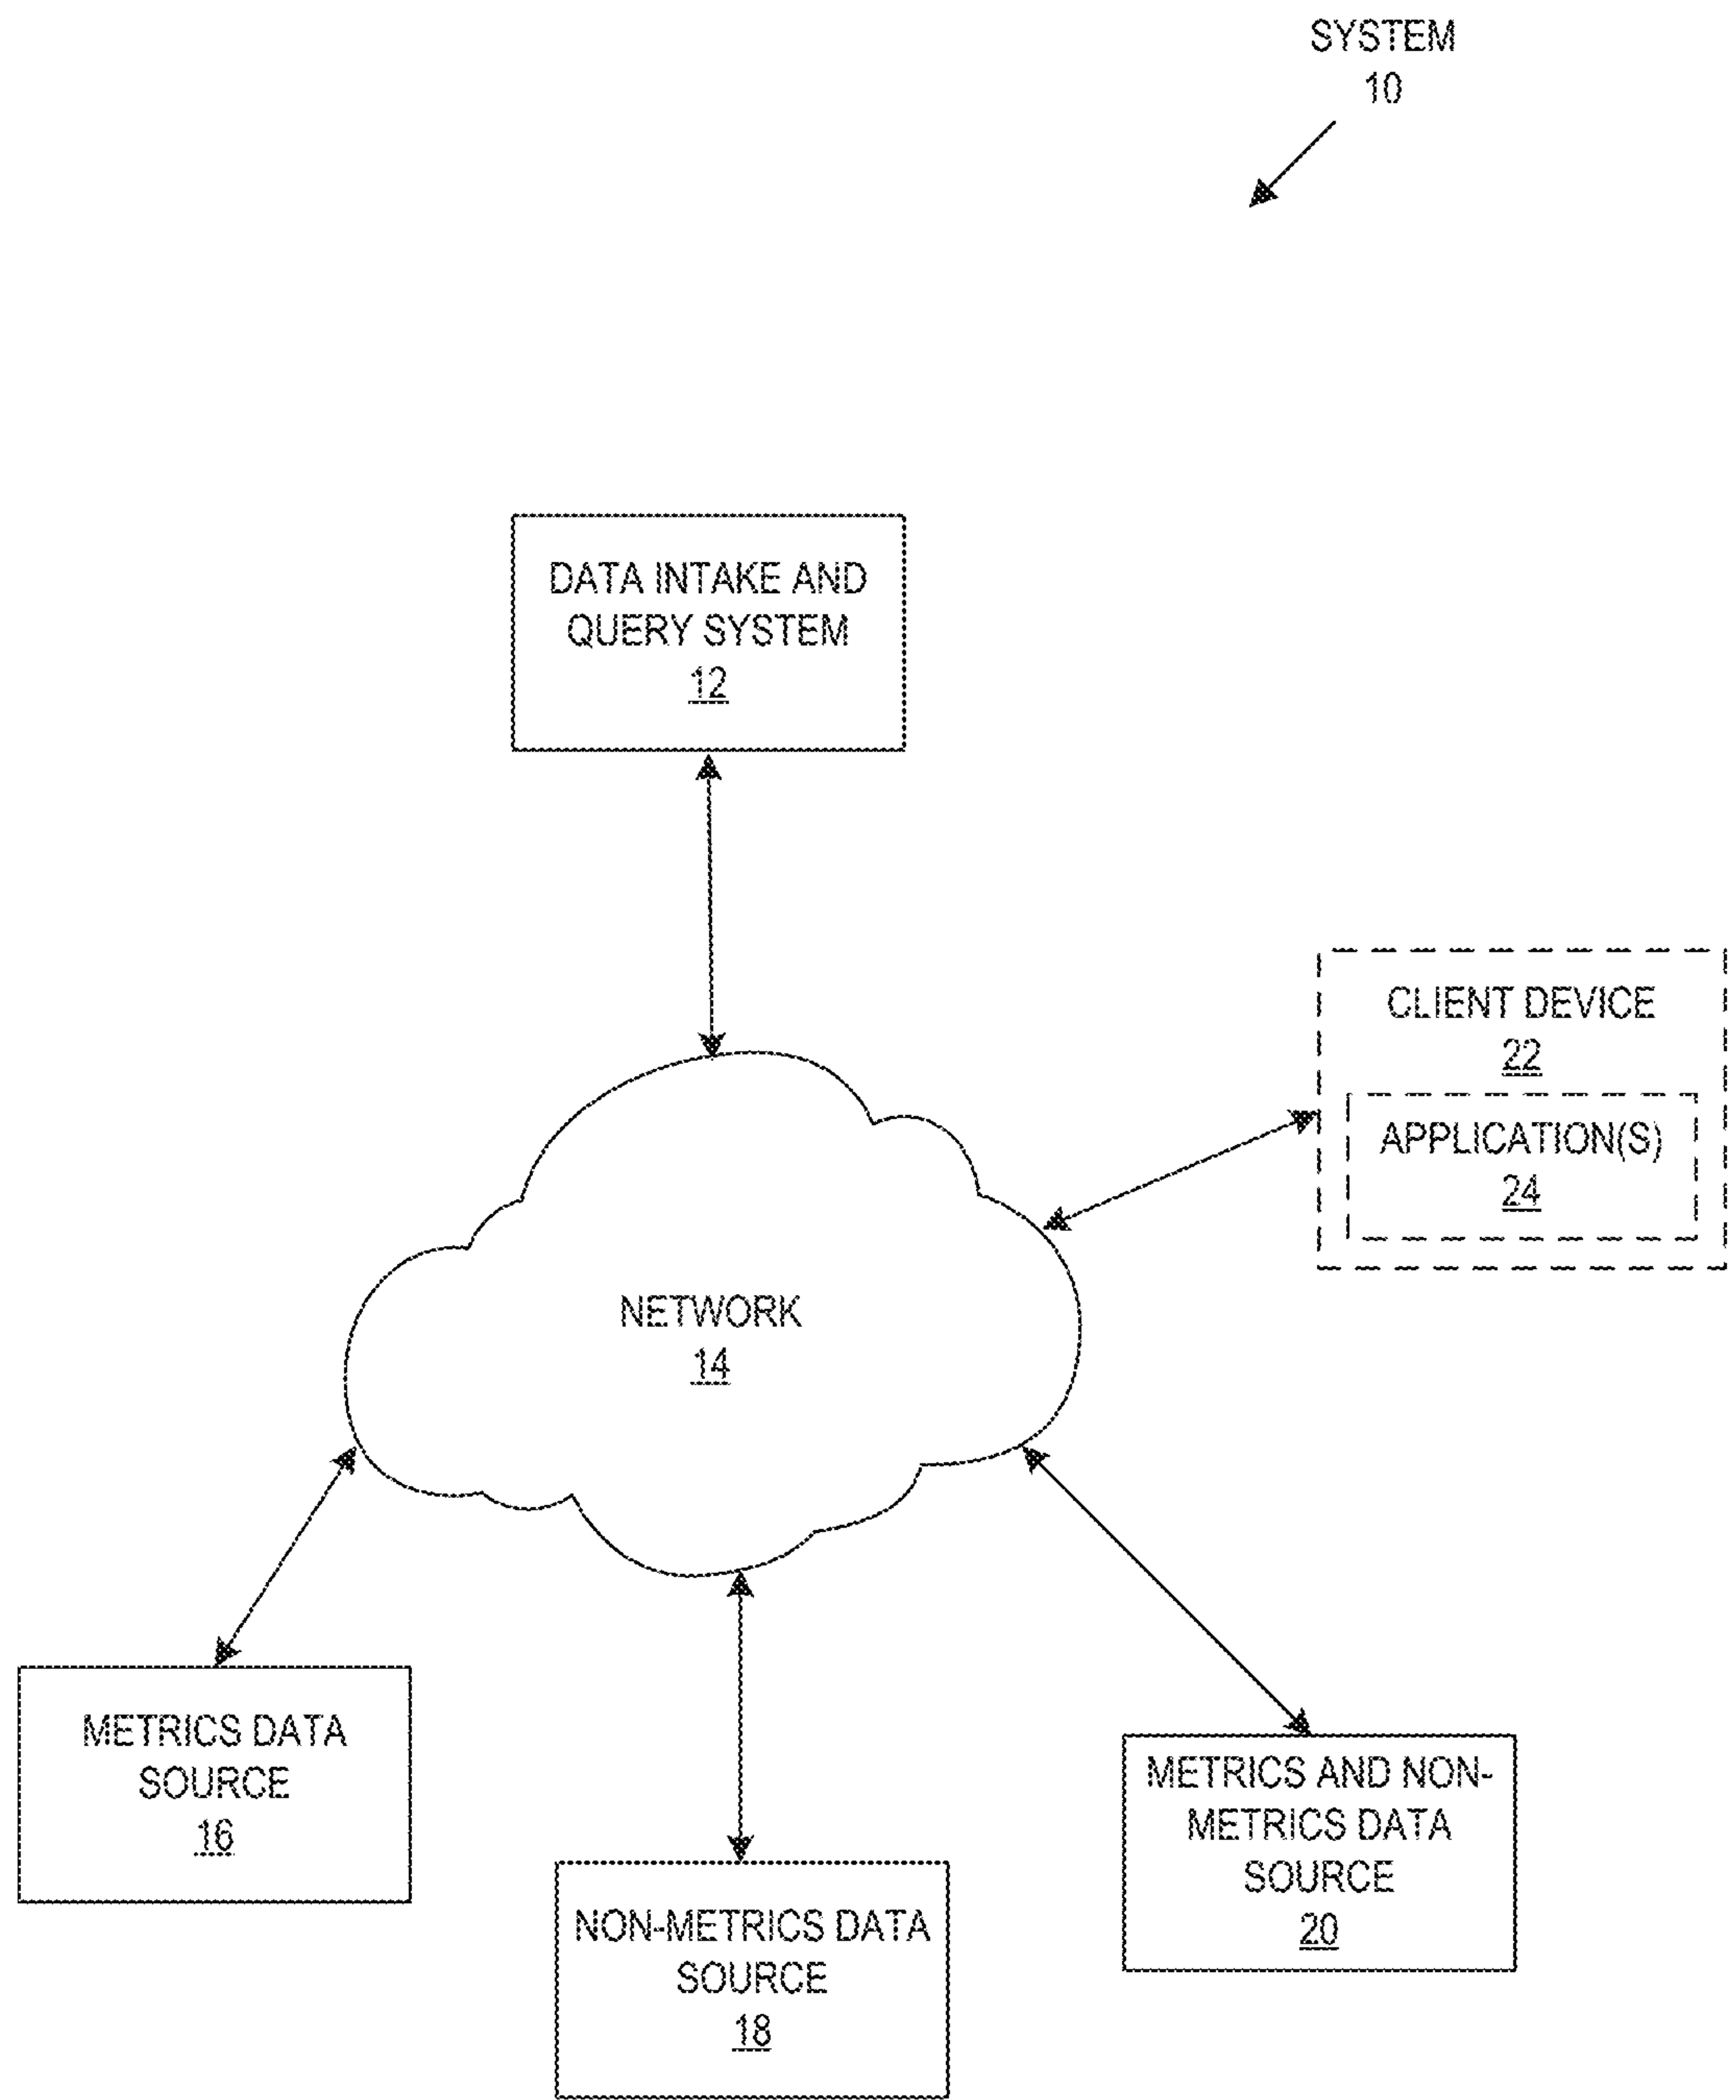 SYSTEM
10
DATA INTAKE AND
QUERY SYSTEM
12
CLIENT DEVICE
22
APPLICATION(S)
24
NETWORK
14
METRICS DATA
SOURCE
16
NON-METRICS DATA
SOURCE
18
METRICS AND NON-
METRICS DATA
SOURCE
20